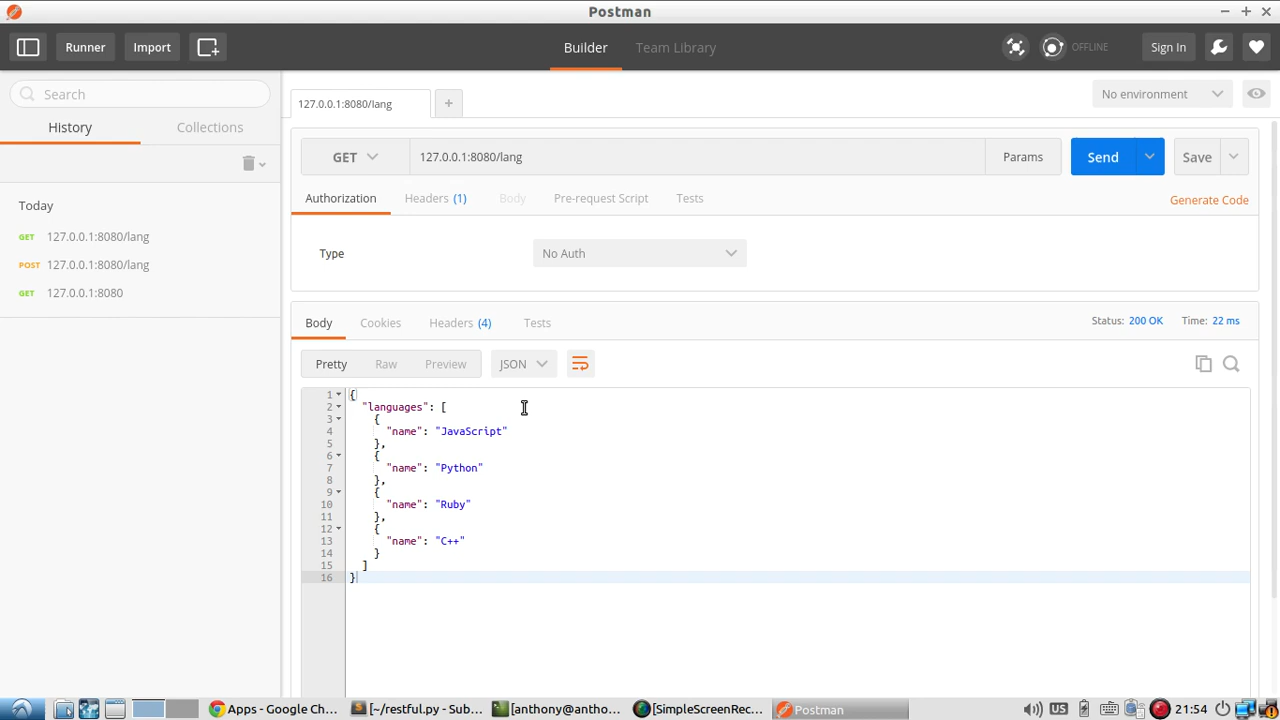 Postman
Runner Import Builder Team Library OFFLINE Sign In
Search
127.0.0.1:8080/lang + No environment
History Collections
GET 127.0.0.1:8080/lang Params Send Save
Authorization Headers (1) Body Pre-request Script Tests Generate Code
Today
GET 127.0.0.1:8080/lang
POST 127.0.0.1:8080/lang
GET 127.0.0.1:8080
Type No Auth
Body Cookies Headers (4) Tests Status: 200 OK Time: 22 ms
Pretty Raw Preview JSON
1 {
2 "languages": [
3 {
4 "name": "JavaScript"
5 },
6 {
7 "name": "Python"
8 },
9 {
10 "name": "Ruby"
11 },
12 {
13 "name": "C++"
14 }
15 ]
16 }
Apps - Google Ch... [~/restful.py - Sub... [anthony@antho... [SimpleScreenRec... Postman US 21:54